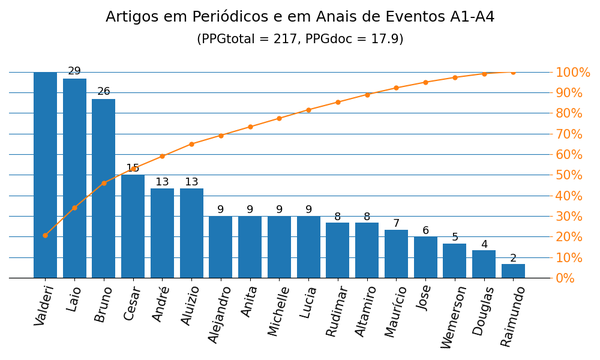 Artigos em Periódicos e em Anais de Eventos A1-A4
(PPGtotal = 217, PPGdoc = 17.9)
29
26
15
13
13
9
9
9
9
8
8
7
6
5
4
2
100%
90%
80%
70%
60%
50%
40%
30%
20%
10%
0%
Valderi
Laio
Bruno
Cesar
André
Aluizio
Alejandro
Anita
Michelle
Lucia
Rudimar
Altamiro
Maurício
Jose
Wemerson
Douglas
Raimundo